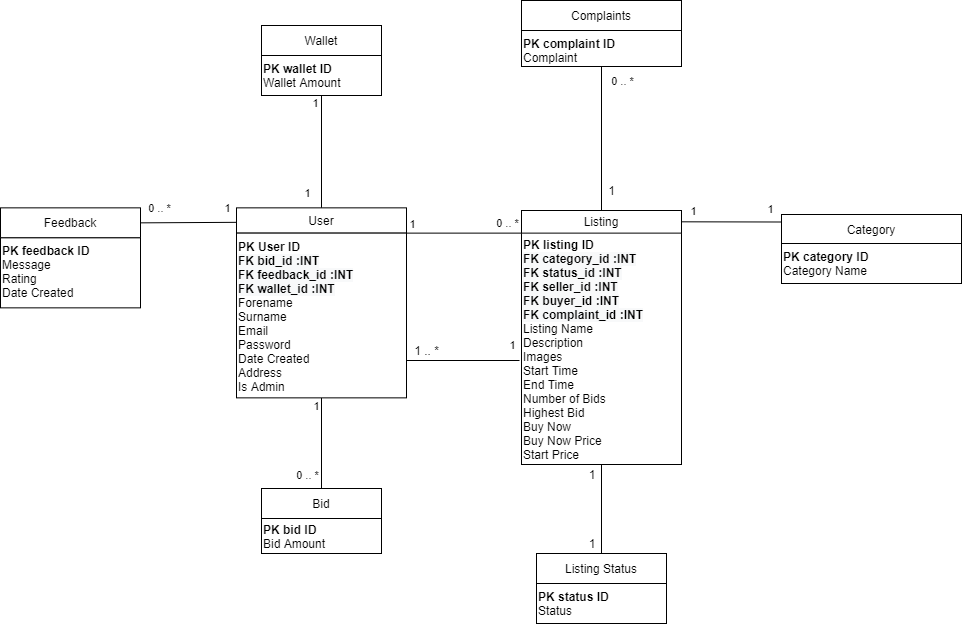 Complaints
PK complaint ID
Complaint
0 .. *
1
Wallet
PK wallet ID
Wallet Amount
1
1
Feedback
PK feedback ID
Message
Rating
Date Created
0 .. *
1
User
PK User ID
FK bid_id :INT
FK feedback_id :INT
FK wallet_id :INT
Forename
Surname
Email
Password
Date Created
Address
Is Admin
1
0 .. *
1 .. *
1
Listing
PK listing ID
FK category_id :INT
FK status_id :INT
FK seller_id :INT
FK buyer_id :INT
FK complaint_id :INT
Listing Name
Description
Images
Start Time
End Time
Number of Bids
Highest Bid
Buy Now
Buy Now Price
Start Price
1
1
Category
PK category ID
Category Name
1
0 .. *
Bid
PK bid ID
Bid Amount
1
1
Listing Status
PK status ID
Status